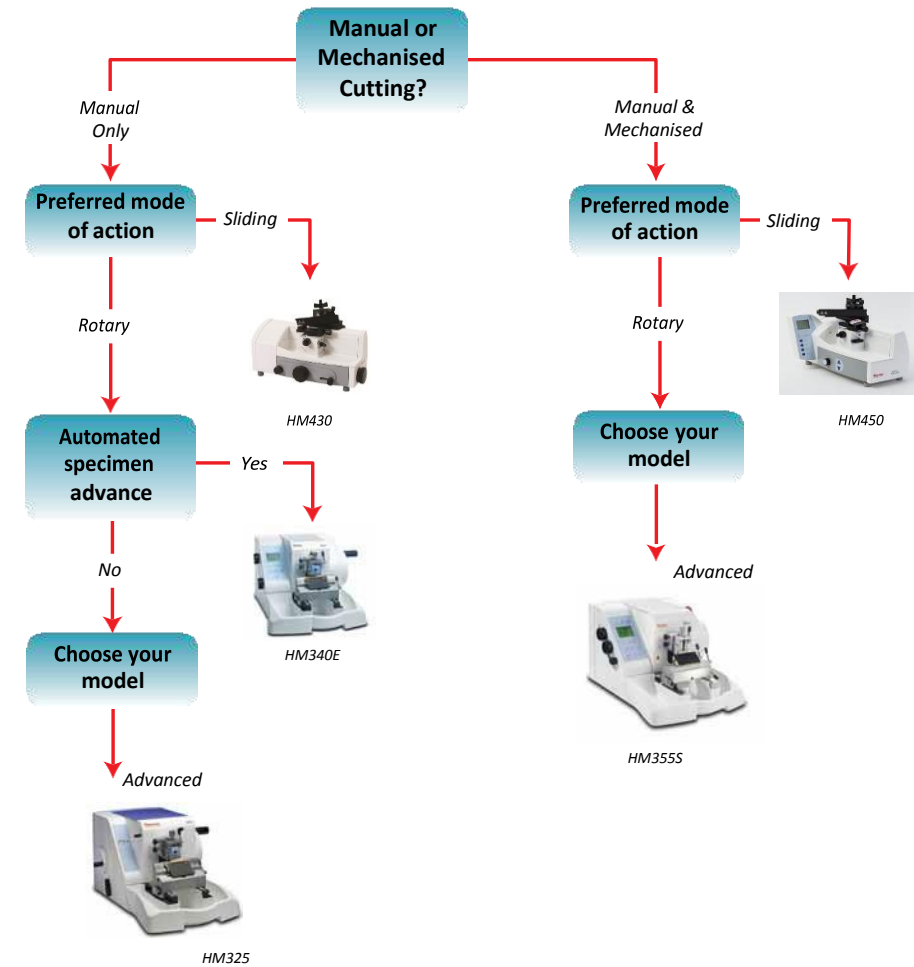 Manual or
Mechanised
Cutting?
Manual
Only
Manual &
Mechanised
Preferred mode
of action
Sliding
Preferred mode
of action
Sliding
Rotary
HM430
Rotary
HM450
Automated
specimen
advance
Yes
Choose your
model
No
HM340E
Advanced
Choose your
model
HM355S
Advanced
HM325